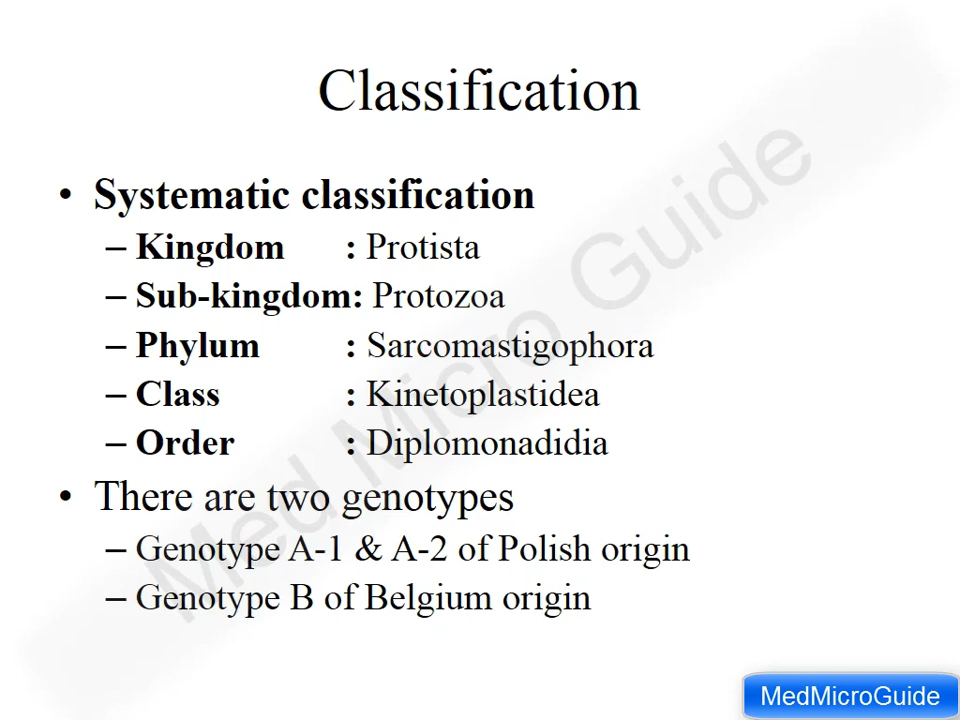 Classification
• Systematic classification
– Kingdom : Protista
– Sub-kingdom: Protozoa
– Phylum : Sarcomastigophora
– Class : Kinetoplastidea
– Order : Diplomonadidia
• There are two genotypes
– Genotype A-1 & A-2 of Polish origin
– Genotype B of Belgium origin
Med Micro Guide
MedMicroGuide